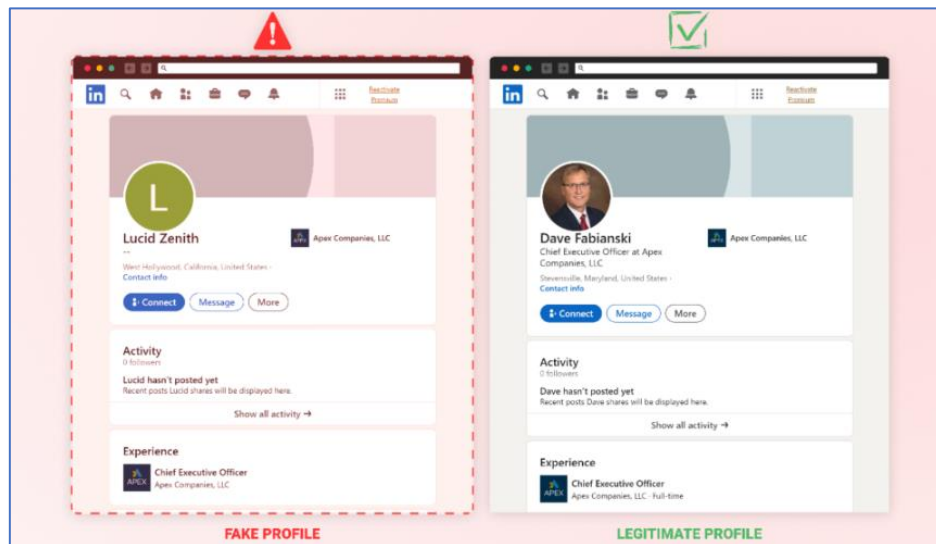 in
Reactivate
Premium
L
Lucid Zenith
--
APEX
Apex Companies, LLC
West Hollywood, California, United States ·
Contact info
Connect
Message
More
Activity
0 followers
Lucid hasn't posted yet
Recent posts Lucid shares will be displayed here.
Show all activity →
Experience
APEX
Chief Executive Officer
Apex Companies, LLC
FAKE PROFILE
in
Reactivate
Premium
Dave Fabianski
Chief Executive Officer at Apex
Companies, LLC
APEX
Apex Companies, LLC
Stevensville, Maryland, United States ·
Contact info
Connect
Message
More
Activity
0 followers
Dave hasn't posted yet
Recent posts Dave shares will be displayed here.
Show all activity →
Experience
APEX
Chief Executive Officer
Apex Companies, LLC · Full-time
LEGITIMATE PROFILE